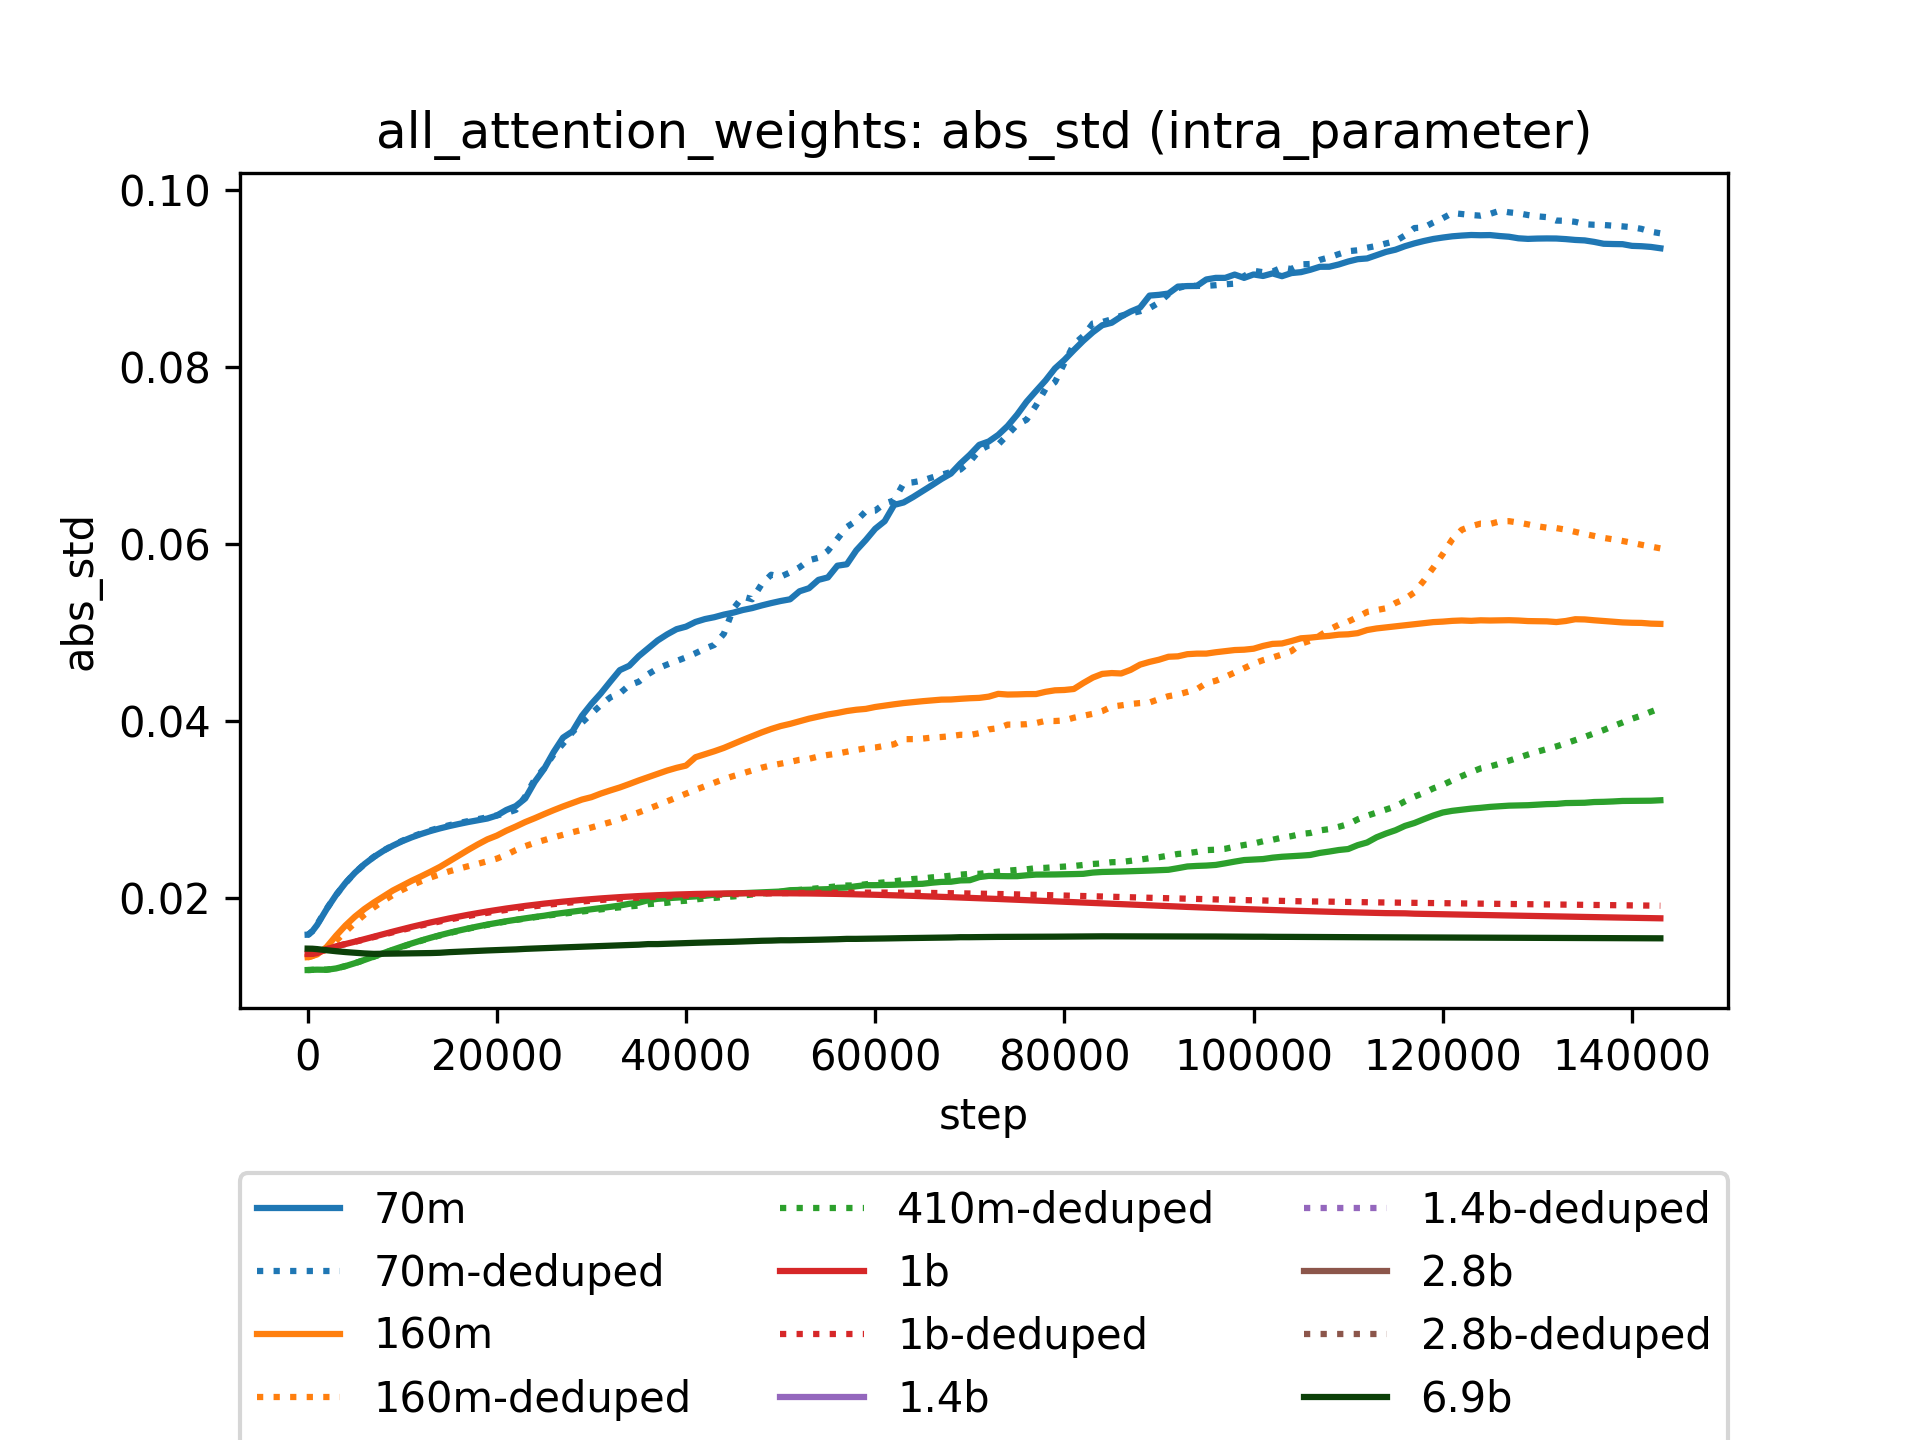 all_attention_weights: abs_std (intra_parameter)
0.10
0.08
0.06
0.04
0.02
abs_std
0 20000 40000 60000 80000 100000 120000 140000
step
70m
70m-deduped
160m
160m-deduped
410m-deduped
1b
1b-deduped
1.4b
1.4b-deduped
2.8b
2.8b-deduped
6.9b